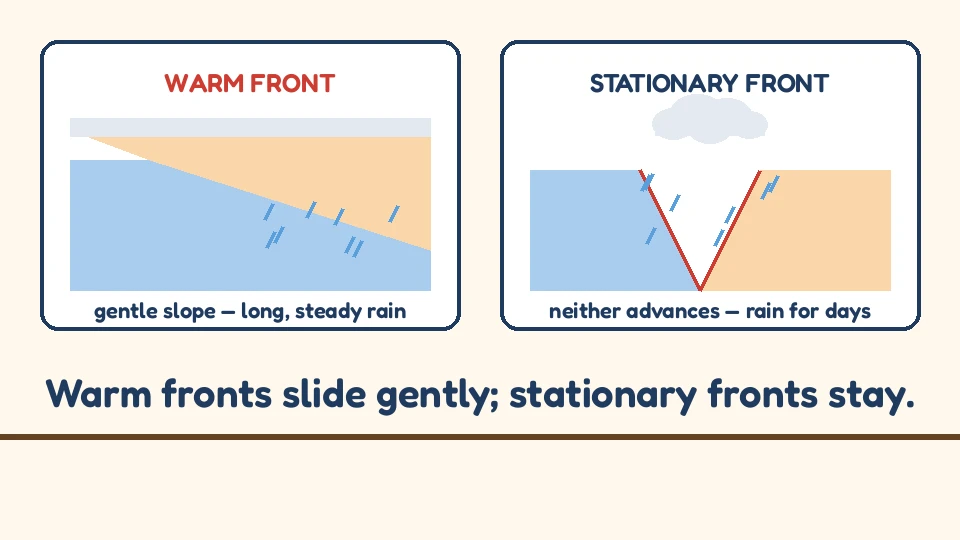 WARM FRONT
gentle slope — long, steady rain
STATIONARY FRONT
neither advances — rain for days
Warm fronts slide gently; stationary fronts stay.